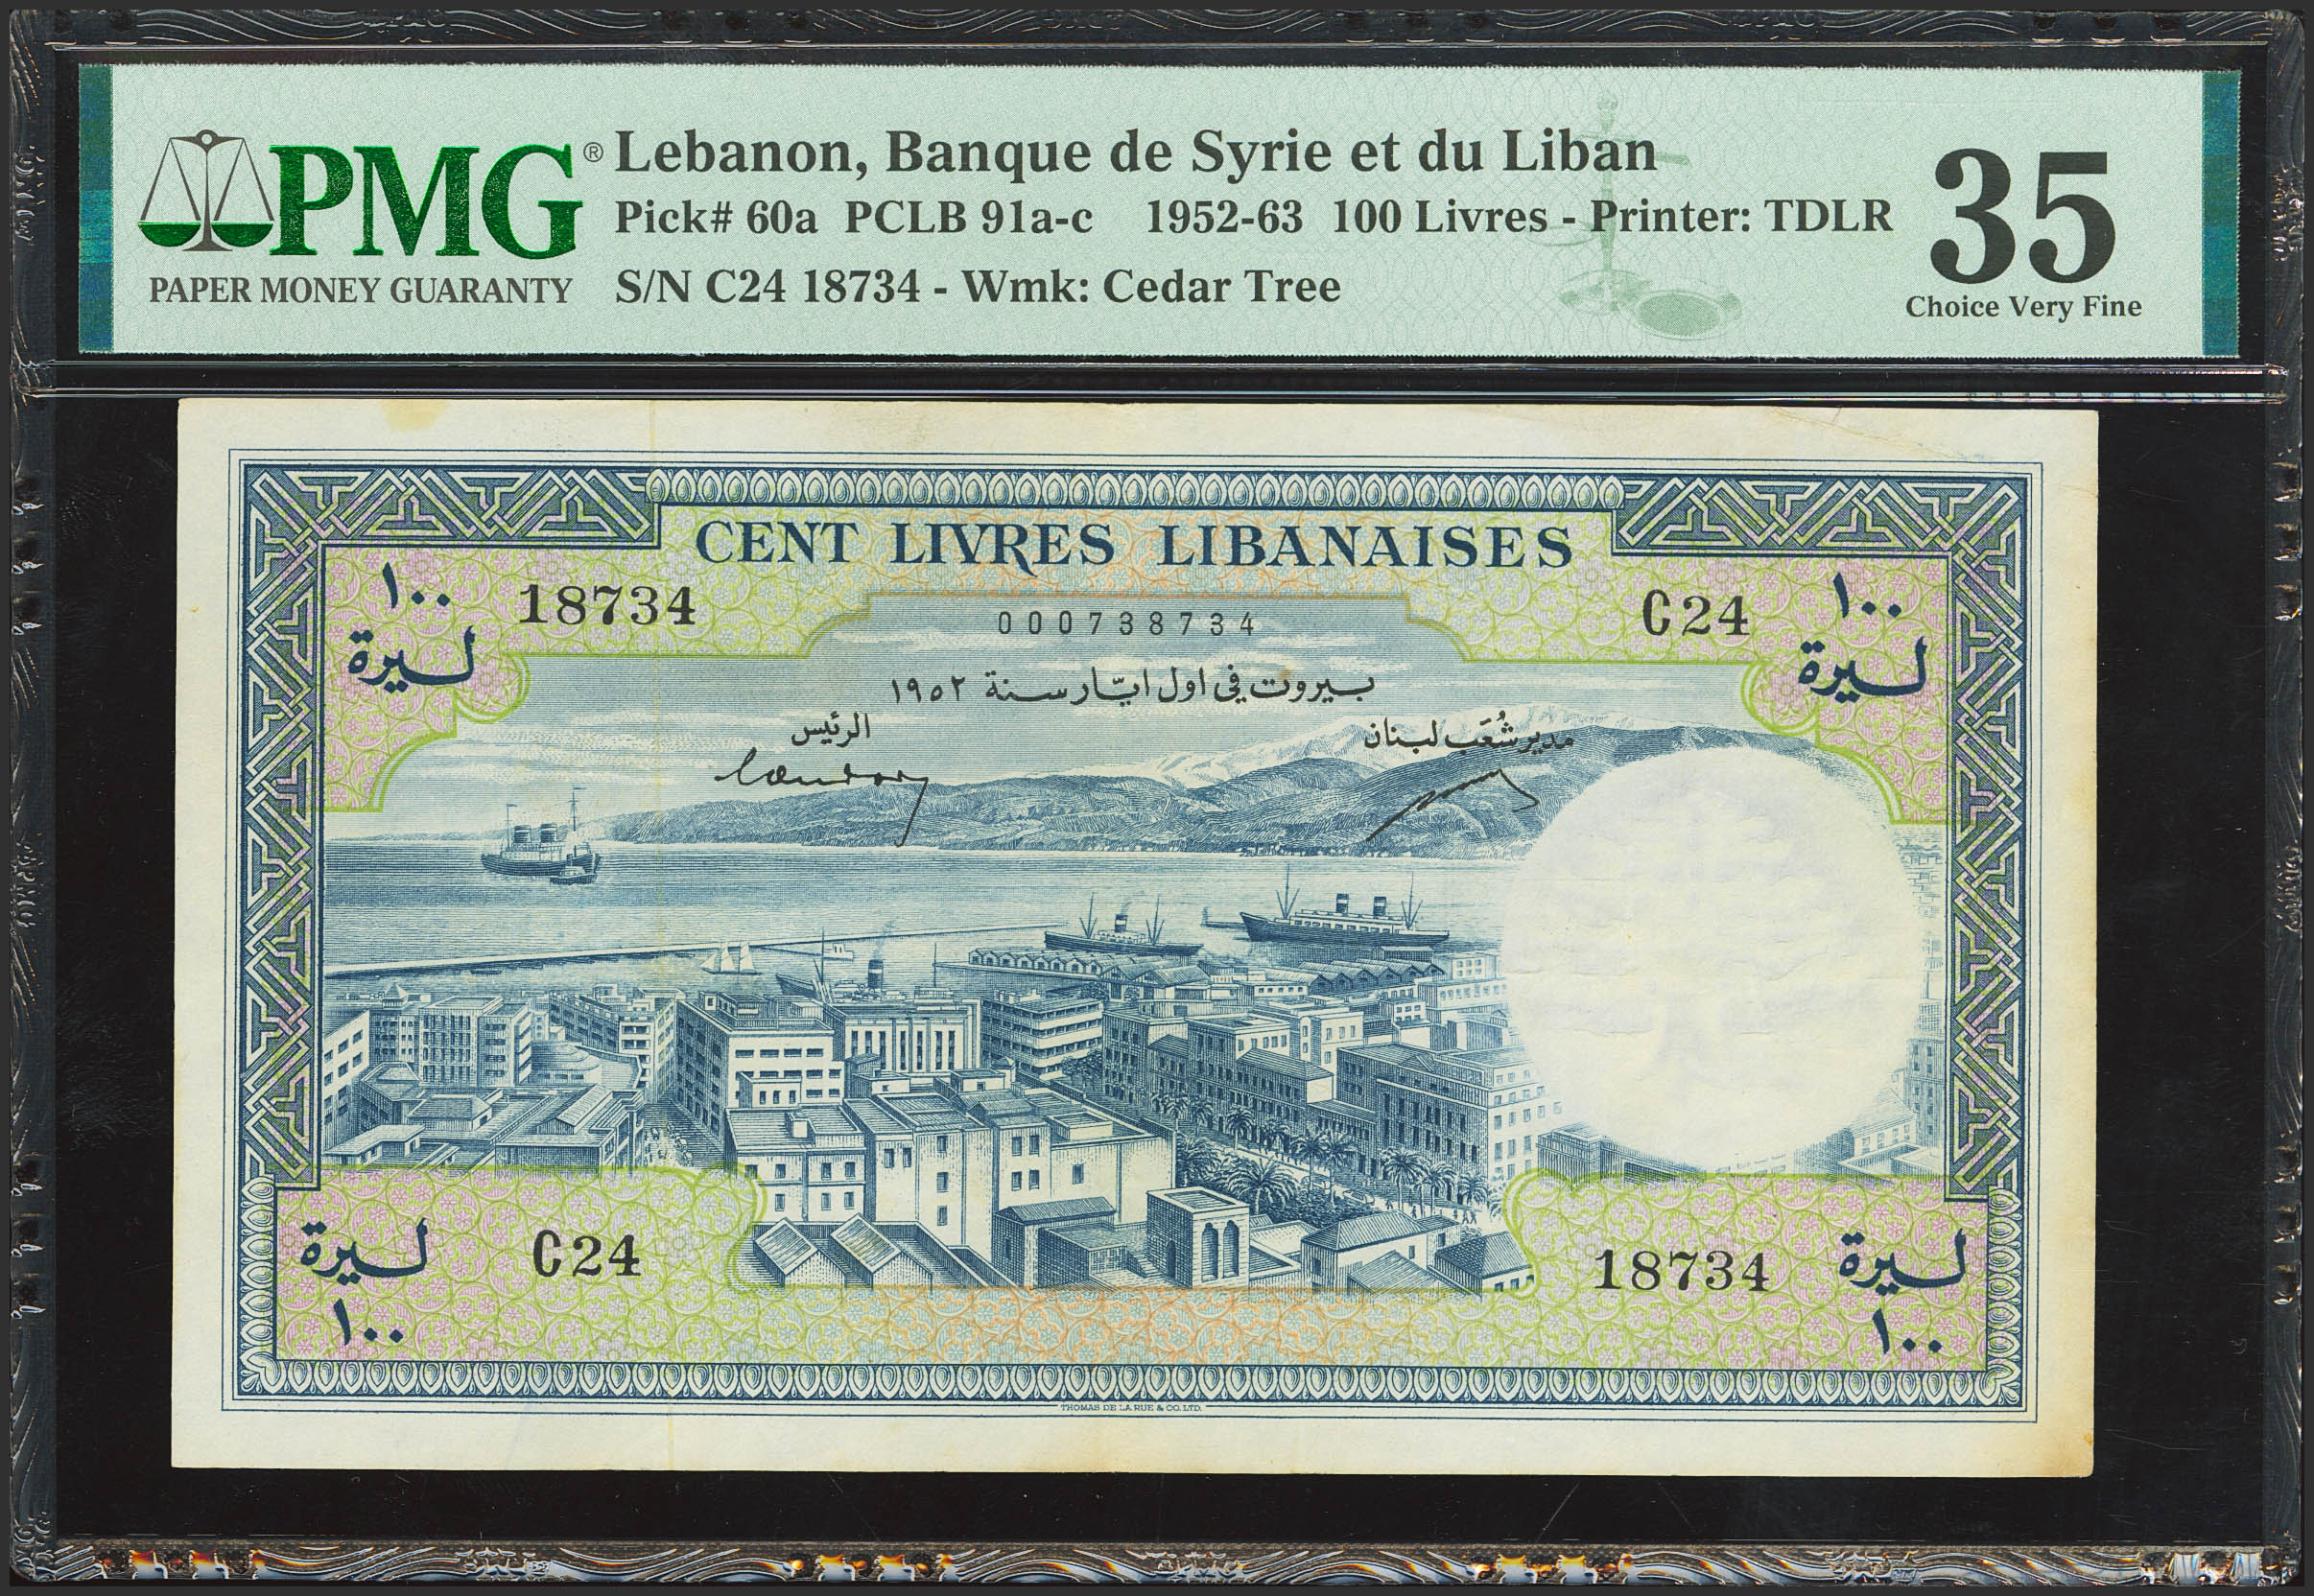 PMG®
PAPER MONEY GUARANTY
Lebanon, Banque de Syrie et du Liban
Pick# 60a PCLB 91a-c 1952-63 100 Livres - Printer: TDLR
S/N C24 18734 - Wmk: Cedar Tree
35
Choice Very Fine
CENT LIVRES LIBANAISES
١٠٠
ليرة
18734
000738734
C24
١٠٠
ليرة
بيروت في اول ايّار سنة ١٩٥٢
الرئيس
مدير شُعَب لبنان
ليرة
١٠٠
C24
18734
ليرة
١٠٠
THOMAS DE LA RUE & CO. LTD.